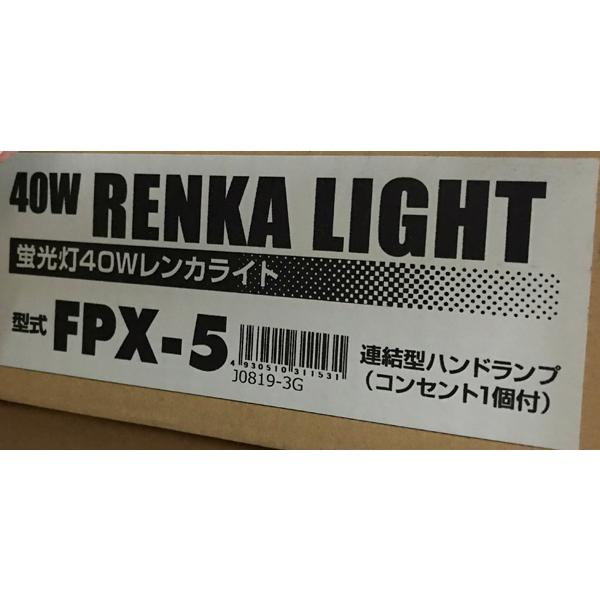 40W RENKA LIGHT
蛍光灯40Wレンカライト
型式 FPX-5
4 930510 311531
J0819-3G
連結型ハンドランプ
(コンセント1個付)